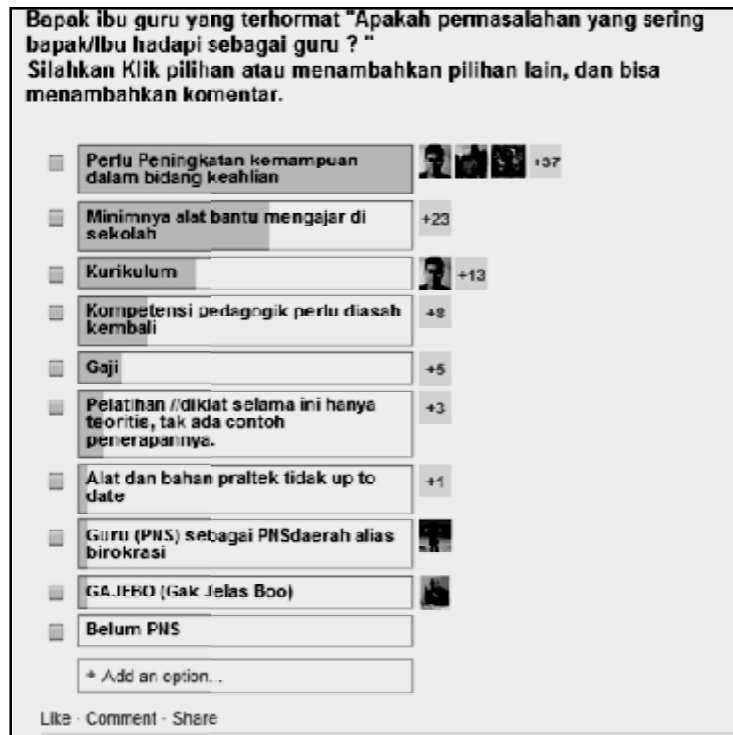 Bapak ibu guru yang terhormat "Apakah permasalahan yang sering
bapak/Ibu hadapi sebagai guru ? "
Silahkan Klik pilihan atau menambahkan pilihan lain, dan bisa
menambahkan komentar.
Perlu Peningkatan kemampuan
dalam bidang keahlian
+37
Minimnya alat bantu mengajar di
sekolah
+23
Kurikulum
+13
Kompetensi pedagogik perlu diasah
kembali
+8
Gaji
+5
Pelatihan //diklat selama ini hanya
teoritis, tak ada contoh
penerapannya.
+3
Alat dan bahan praltek tidak up to
date
+1
Guru (PNS) sebagai PNSdaerah alias
birokrasi
GAJEBO (Gak Jelas Boo)
Belum PNS
+ Add an option...
Like · Comment · Share